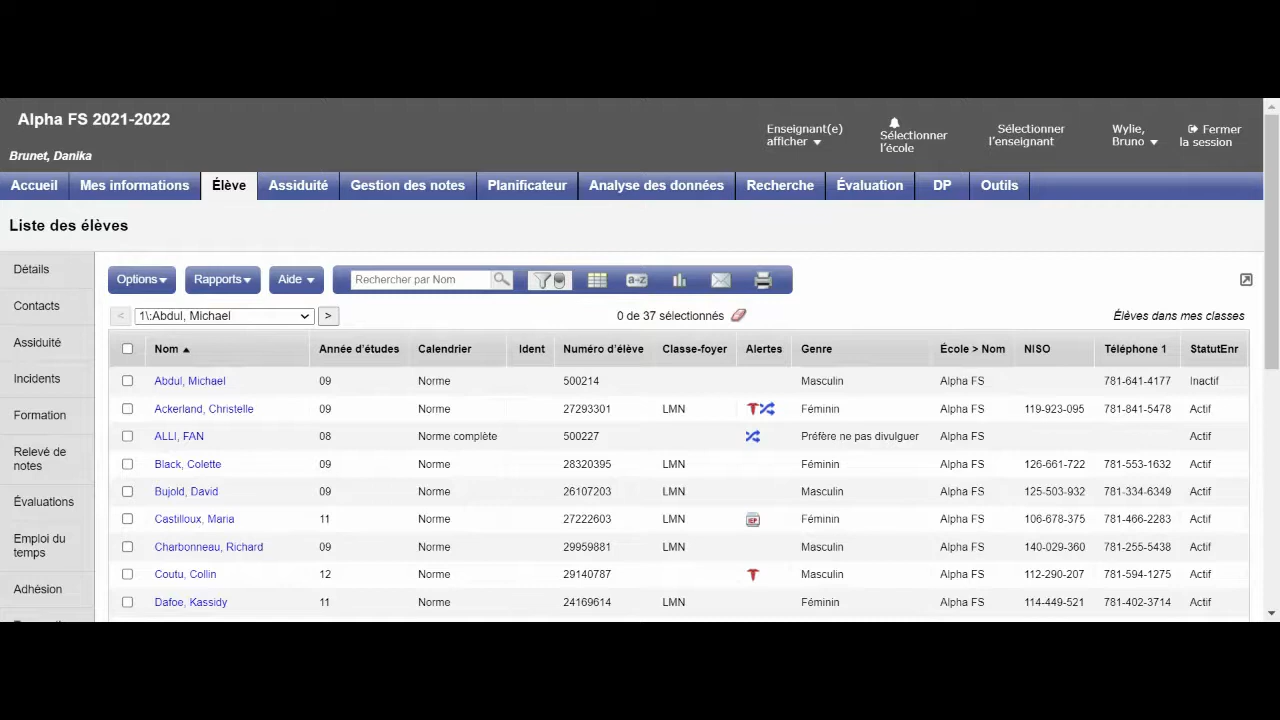 Alpha FS 2021-2022
Brunet, Danika
Enseignant(e) afficher
Sélectionner l'école
Sélectionner l'enseignant
Wylie, Bruno
Fermer la session
Accueil Mes informations Élève Assiduité Gestion des notes Planificateur Analyse des données Recherche Évaluation DP Outils
Liste des élèves
Détails
Contacts
Assiduité
Incidents
Formation
Relevé de notes
Évaluations
Emploi du temps
Adhésion
Options Rapports Aide Rechercher par Nom a-z
< 1\:Abdul, Michael > 0 de 37 sélectionnés Élèves dans mes classes
Nom Année d'études Calendrier Ident Numéro d'élève Classe-foyer Alertes Genre École > Nom NISO Téléphone 1 StatutEnr
Abdul, Michael 09 Norme 500214 Masculin Alpha FS 781-641-4177 Inactif
Ackerland, Christelle 09 Norme 27293301 LMN Féminin Alpha FS 119-923-095 781-841-5478 Actif
ALLI, FAN 08 Norme complète 500227 Préfère ne pas divulguer Alpha FS Actif
Black, Colette 09 Norme 28320395 LMN Féminin Alpha FS 126-661-722 781-553-1632 Actif
Bujold, David 09 Norme 26107203 LMN Masculin Alpha FS 125-503-932 781-334-6349 Actif
Castilloux, Maria 11 Norme 27222603 LMN Féminin Alpha FS 106-678-375 781-466-2283 Actif
Charbonneau, Richard 09 Norme 29959881 LMN Masculin Alpha FS 140-029-360 781-255-5438 Actif
Coutu, Collin 12 Norme 29140787 Masculin Alpha FS 112-290-207 781-594-1275 Actif
Dafoe, Kassidy 11 Norme 24169614 LMN Féminin Alpha FS 114-449-521 781-402-3714 Actif